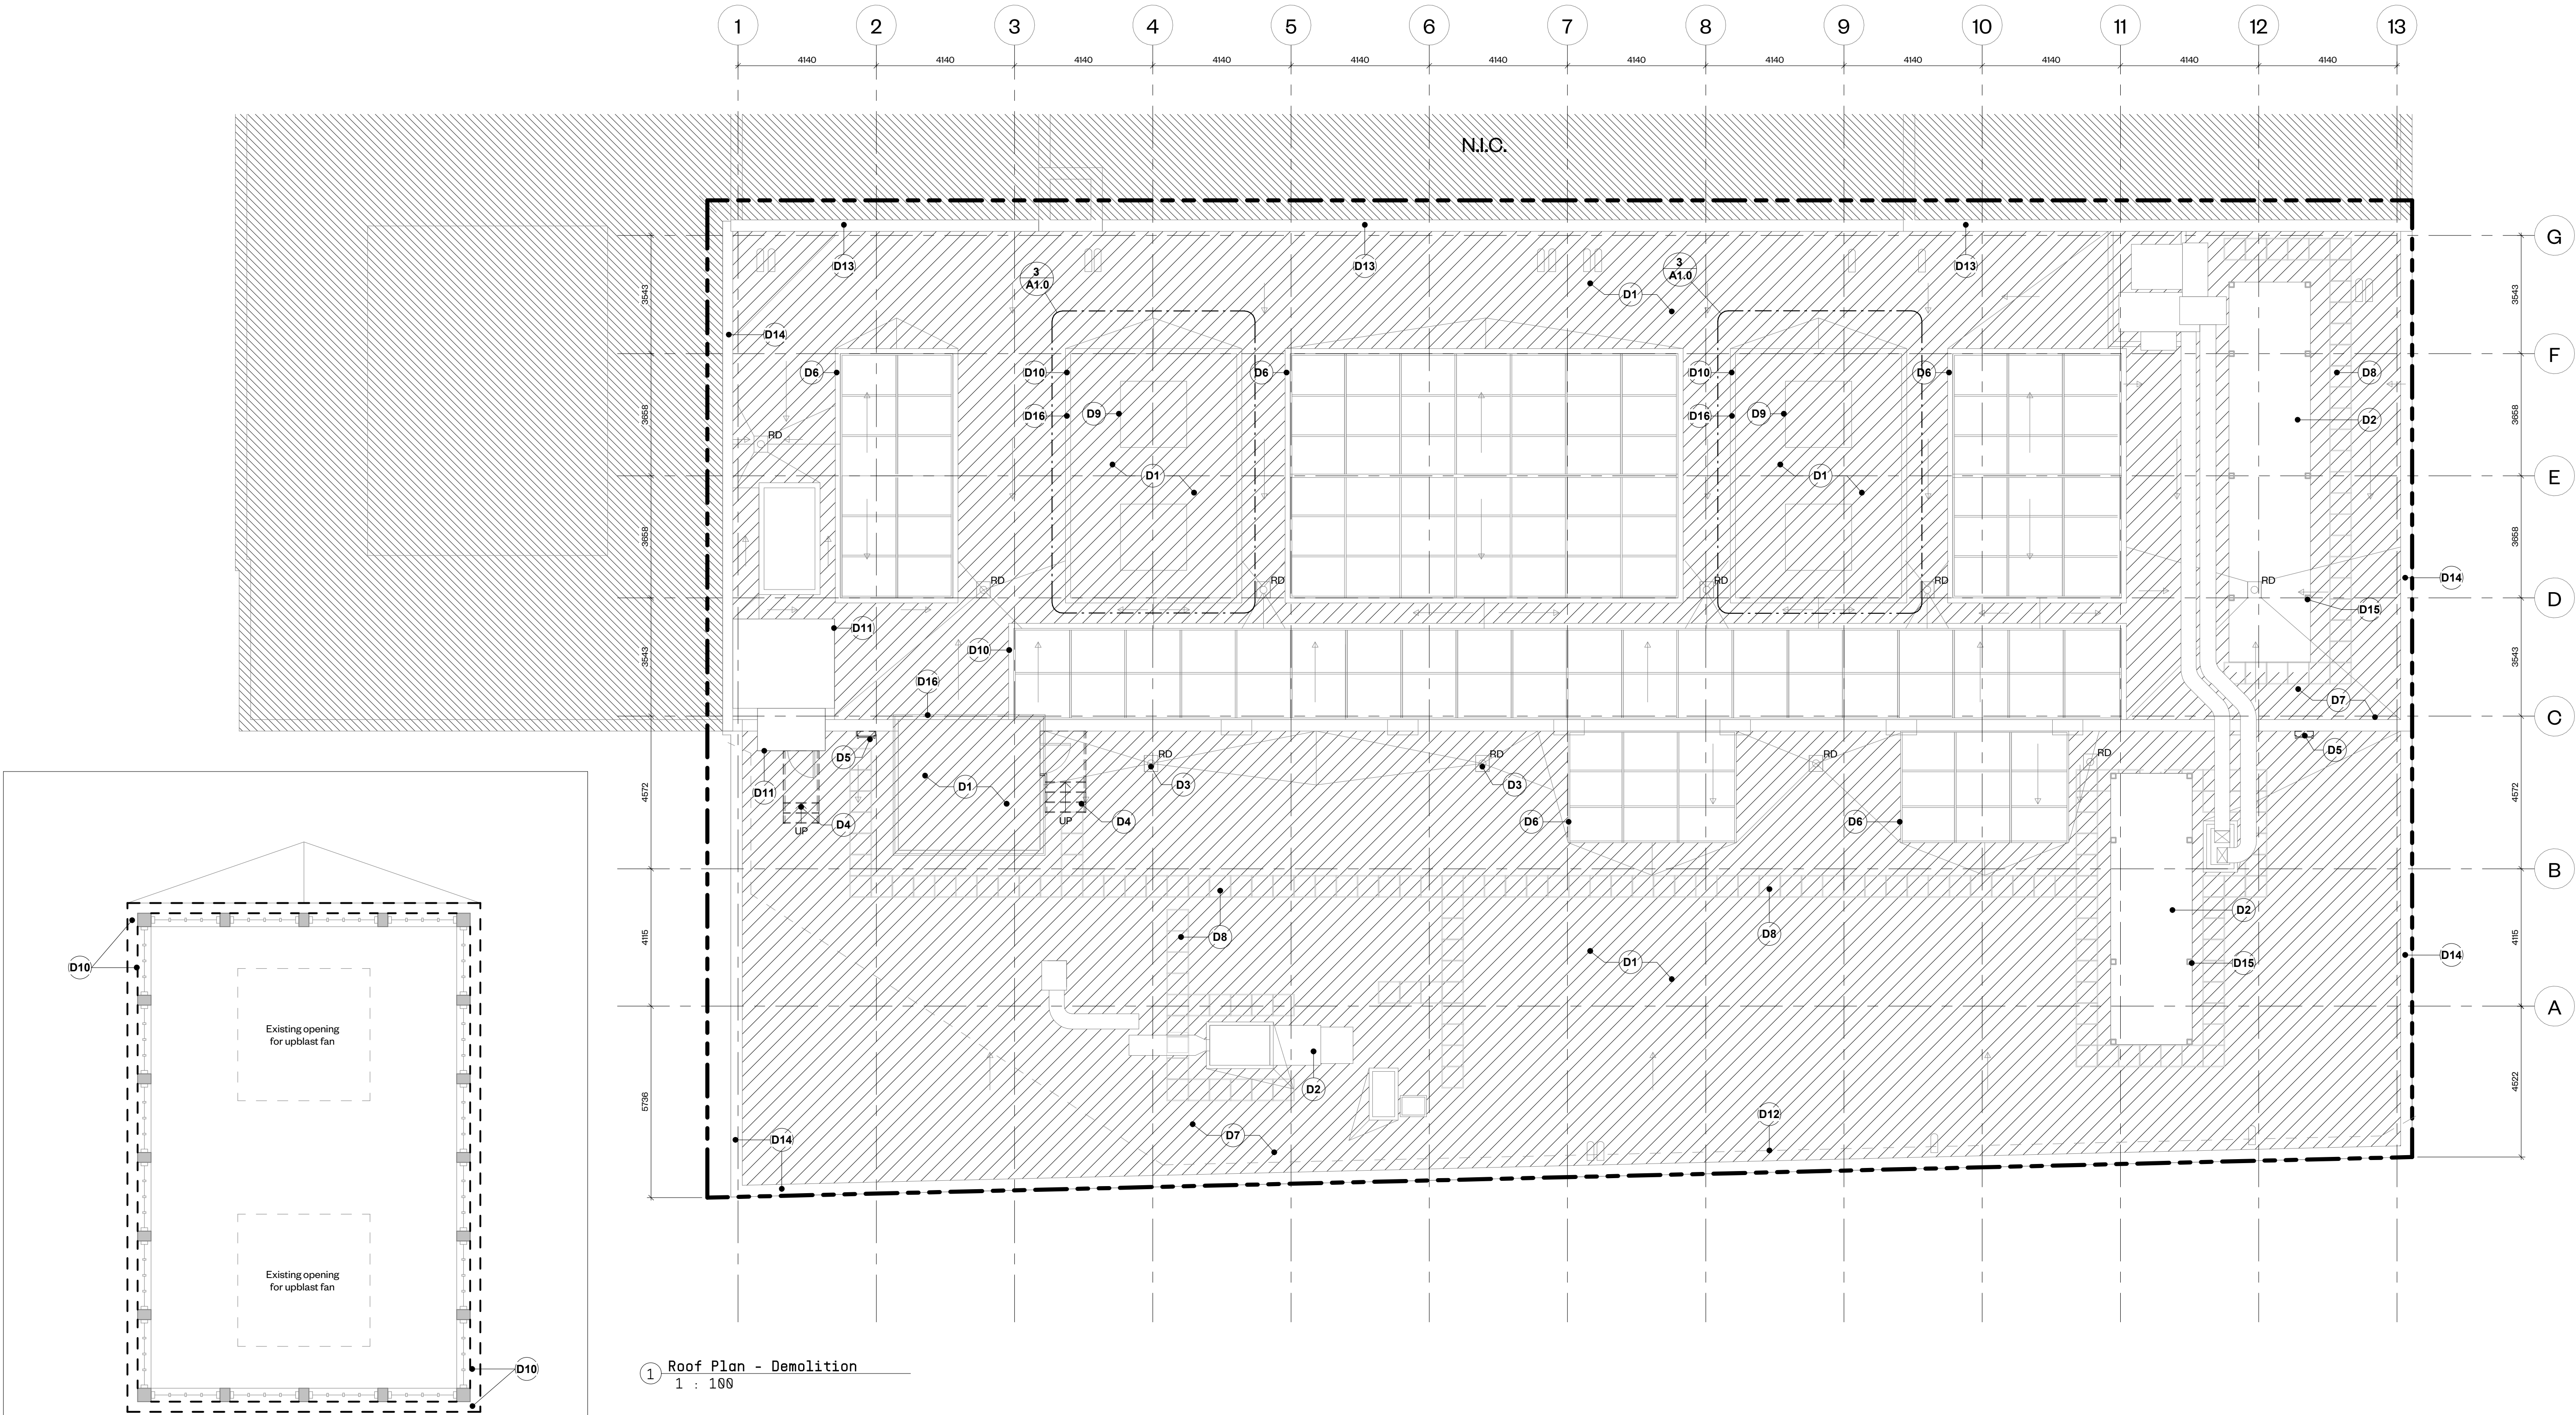 1 2 3 4 5 6 7 8 9 10 11 12 13
4140 4140 4140 4140 4140 4140 4140 4140 4140 4140 4140 4140
N.I.C.
G
D13 D13 D13
3 3
A1.0 A1.0
3543 D1 3543
D14
F
D6 D10 D6 D10 D6 D8
3658 D16 D9 D16 D9 D2 3658
RD
D1 D1 E
3658 3658
RD RD RD RD RD D14
D
D15
D11
3543 D10 3543
D16
D7
C
D5 RD RD RD RD D5
D11 D1 D3 D3
4572 4572
D4 UP UP D4 D6 D6
B
D2
4115 D8 D8 4115
D14
D1 D15
A
5736 D2 4522
D12
D14 D7
D10
Existing opening
for upblast fan
Existing opening
for upblast fan
D10
1 Roof Plan - Demolition
1 : 100